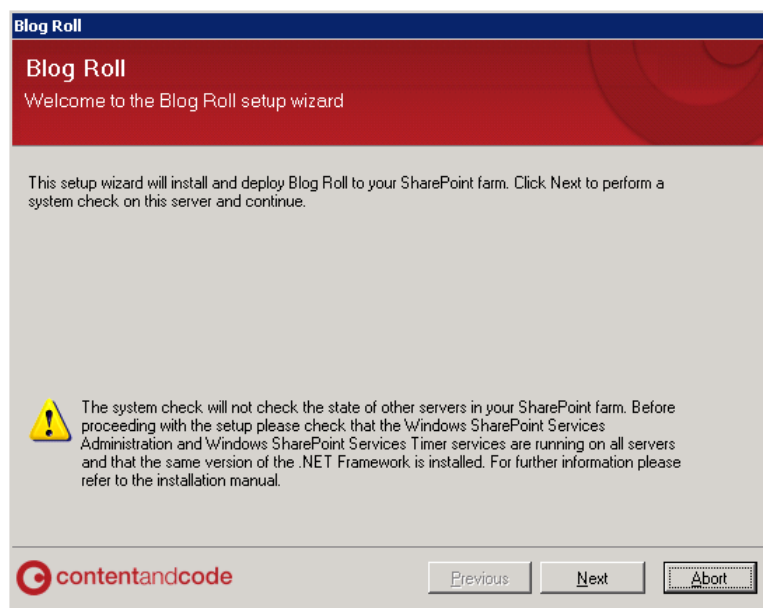 Blog Roll
Blog Roll
Welcome to the Blog Roll setup wizard
This setup wizard will install and deploy Blog Roll to your SharePoint farm. Click Next to perform a
system check on this server and continue.
The system check will not check the state of other servers in your SharePoint farm. Before
proceeding with the setup please check that the Windows SharePoint Services
Administration and Windows SharePoint Services Timer services are running on all servers
and that the same version of the .NET Framework is installed. For further information please
refer to the installation manual.
contentandcode
Previous
Next
Abort